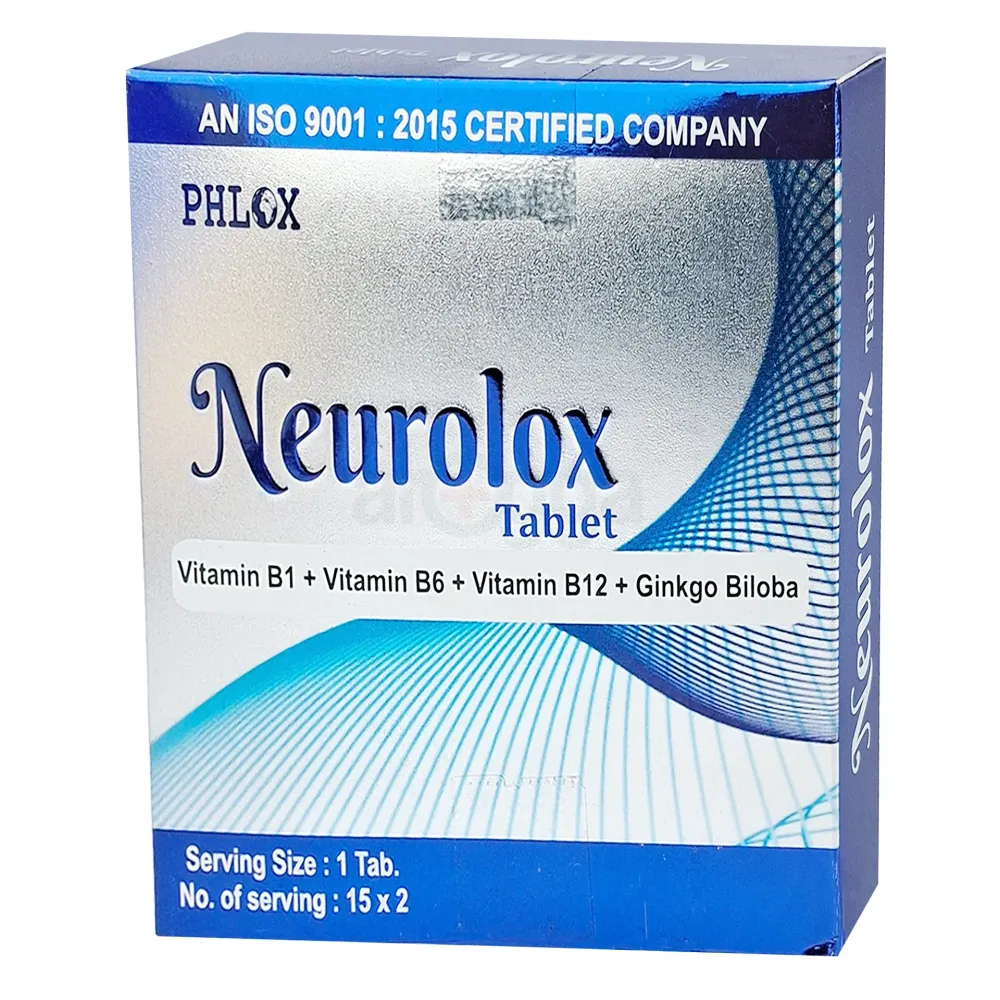 Neurolox Tablet
AN ISO 9001 : 2015 CERTIFIED COMPANY
PHLOX
Neurolox
Tablet
Vitamin B1 + Vitamin B6 + Vitamin B12 + Ginkgo Biloba
Serving Size : 1 Tab.
No. of serving : 15 x 2
Neurolox Tablet